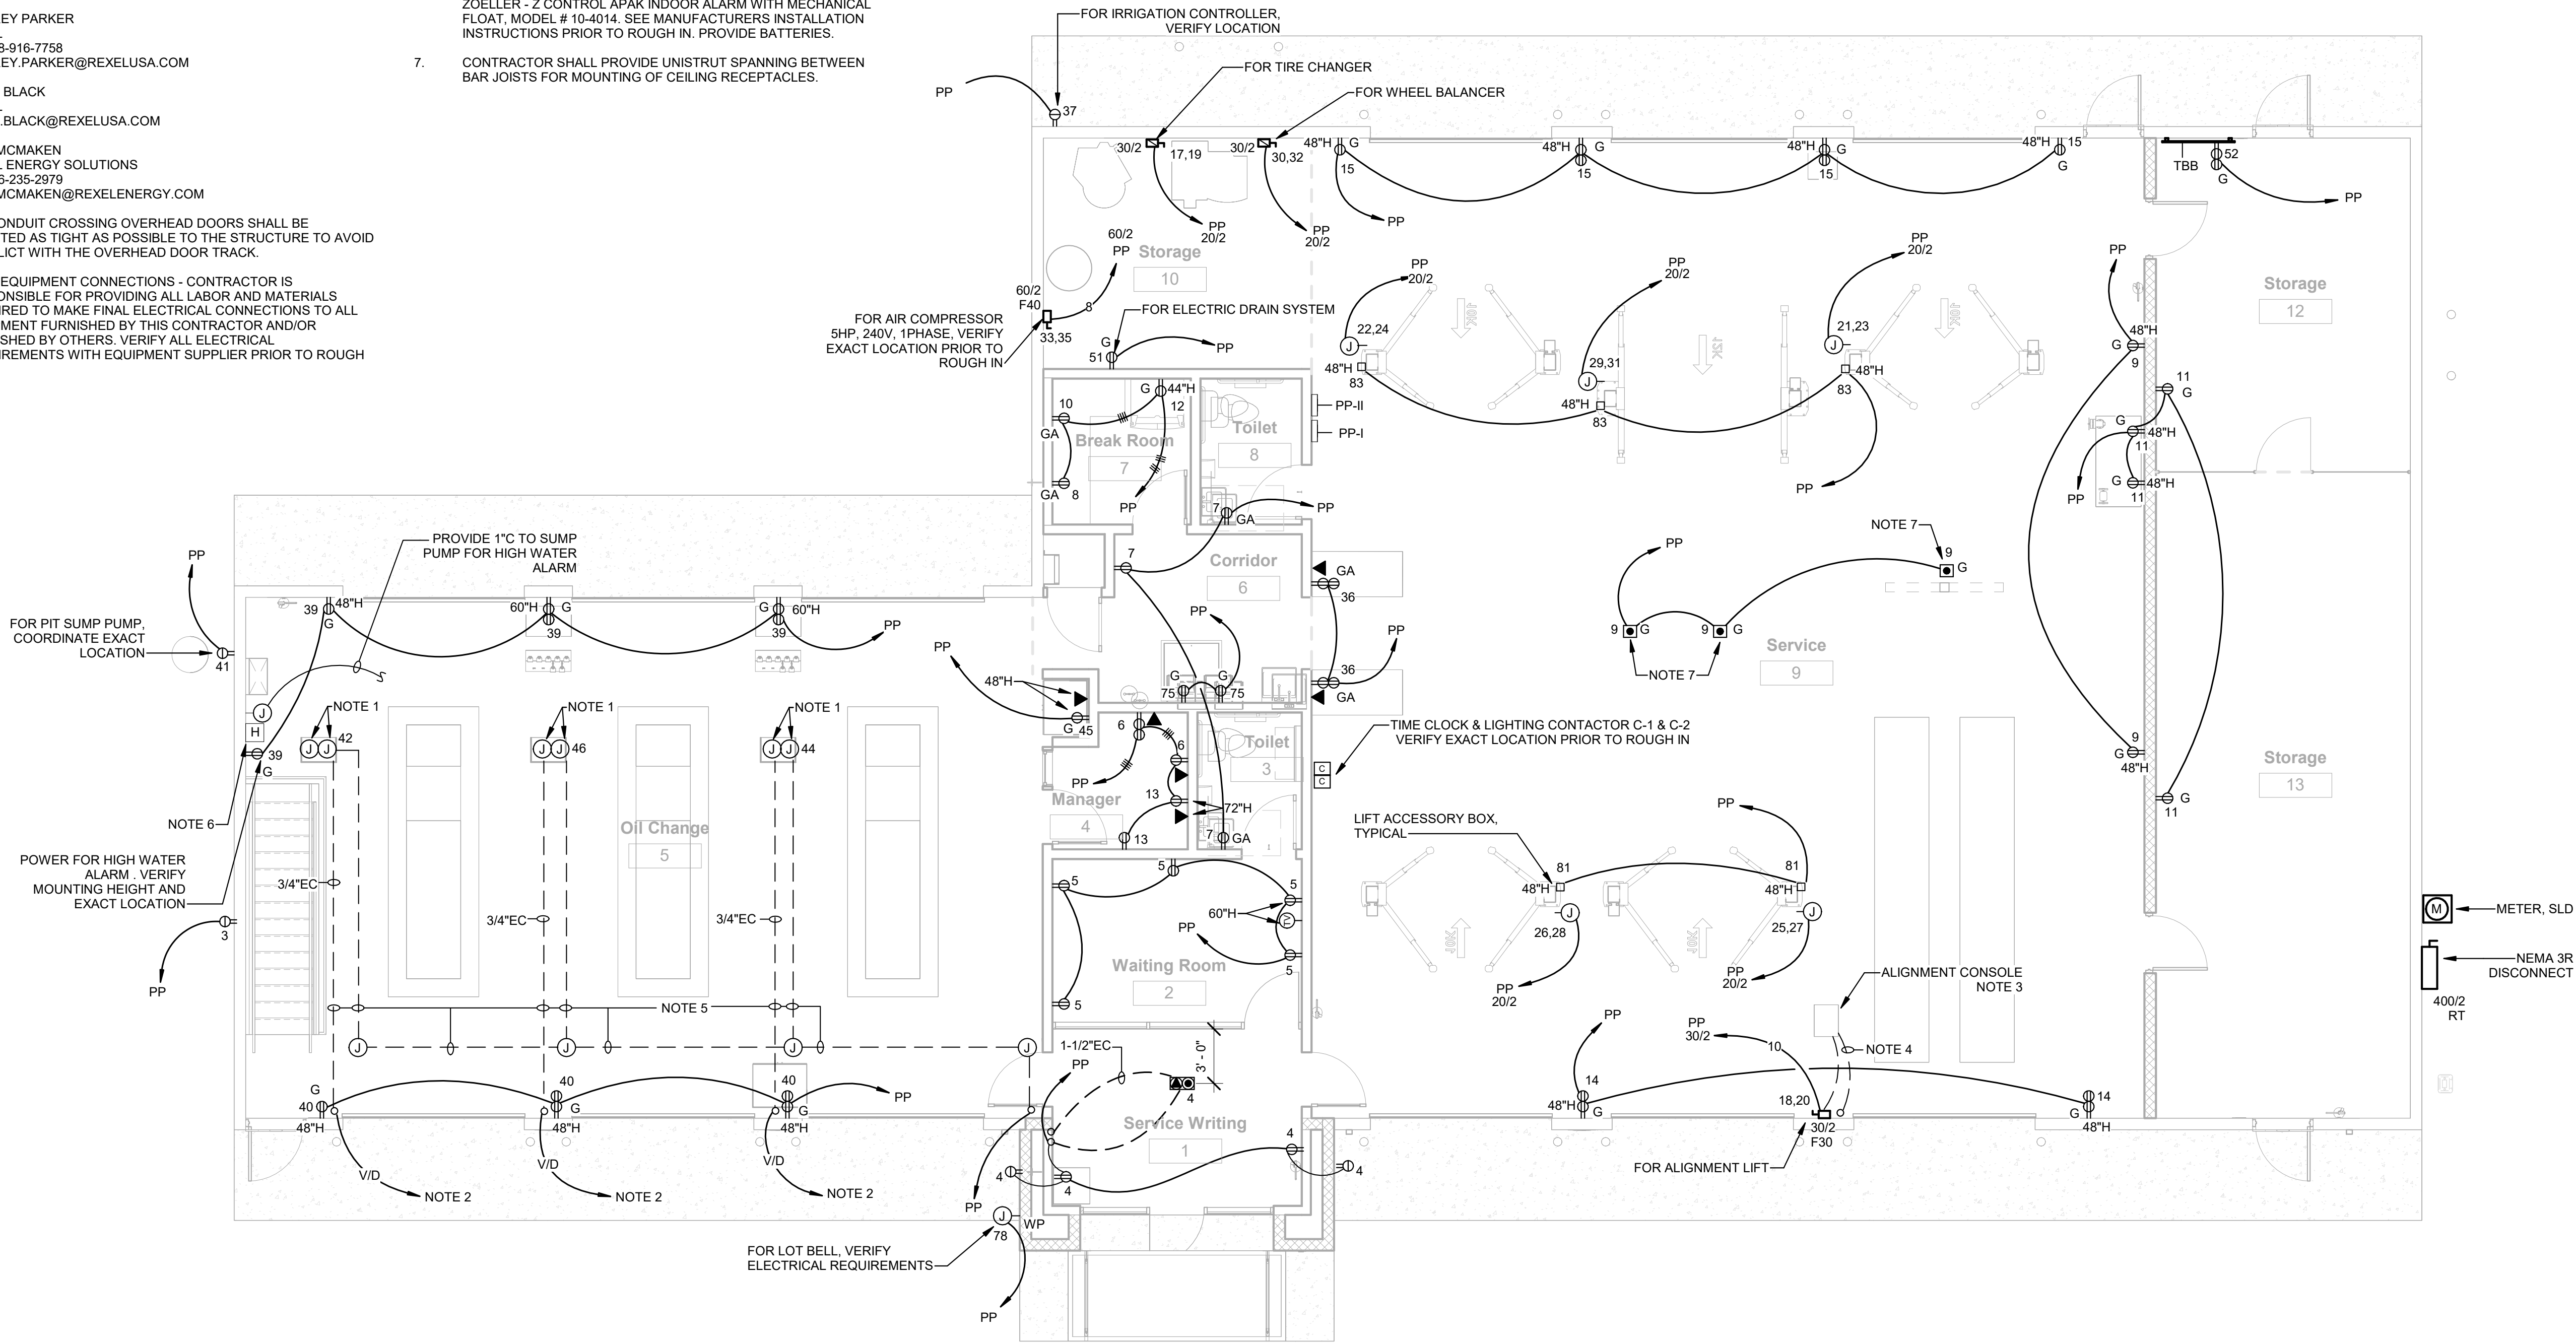 EY PARKER
8-916-7758
EY.PARKER@REXELUSA.COM
BLACK
.BLACK@REXELUSA.COM
MCMAKEN
ENERGY SOLUTIONS
6-235-2979
MCMAKEN@REXELENERGY.COM
ONDUIT CROSSING OVERHEAD DOORS SHALL BE
TED AS TIGHT AS POSSIBLE TO THE STRUCTURE TO AVOID
LICT WITH THE OVERHEAD DOOR TRACK.
EQUIPMENT CONNECTIONS - CONTRACTOR IS
ONSIBLE FOR PROVIDING ALL LABOR AND MATERIALS
IRED TO MAKE FINAL ELECTRICAL CONNECTIONS TO ALL
MENT FURNISHED BY THIS CONTRACTOR AND/OR
SHED BY OTHERS. VERIFY ALL ELECTRICAL
IREMENTS WITH EQUIPMENT SUPPLIER PRIOR TO ROUGH
ZOELLER - Z CONTROL APAK INDOOR ALARM WITH MECHANICAL
FLOAT, MODEL # 10-4014. SEE MANUFACTURERS INSTALLATION
INSTRUCTIONS PRIOR TO ROUGH IN. PROVIDE BATTERIES.
7. CONTRACTOR SHALL PROVIDE UNISTRUT SPANNING BETWEEN
BAR JOISTS FOR MOUNTING OF CEILING RECEPTACLES.
FOR IRRIGATION CONTROLLER,
VERIFY LOCATION
FOR TIRE CHANGER
FOR WHEEL BALANCER
PP
37
30/2
17,19
30/2
30,32
48"H G
15
48"H G
15
48"H G
15
48"H 15
G
TBB
52
G
PP
PP
20/2
PP
20/2
PP
60/2
PP
Storage
10
60/2
F40
8
33,35
FOR AIR COMPRESSOR
5HP, 240V, 1PHASE, VERIFY
EXACT LOCATION PRIOR TO
ROUGH IN
FOR ELECTRIC DRAIN SYSTEM
G
51
PP
PP
20/2
22,24
J
48"H
83
10K
PP
20/2
29,31
J
48"H
83
12K
PP
20/2
21,23
J
48"H
83
10K
PP
PP
48"H
G
9
Storage
12
11
G
G
48"H
11
G
48"H
11
PP
PP-II
PP-I
10
GA
G 44"H
12
Break Room
7
GA
8
PP
Toilet
8
7
GA
PP
7
Corridor
6
GA
36
PP
36
GA
PP
G
75
G
75
PROVIDE 1"C TO SUMP
PUMP FOR HIGH WATER
ALARM
PP
FOR PIT SUMP PUMP,
COORDINATE EXACT
LOCATION
41
39 48"H
G
60"H G
39
G 60"H
39
PP
PP
48"H
G 45
J
H
39
G
NOTE 1
J J 42
NOTE 1
J J 46
NOTE 1
J J 44
NOTE 6
POWER FOR HIGH WATER
ALARM . VERIFY
MOUNTING HEIGHT AND
EXACT LOCATION
3
PP
3/4"EC
3/4"EC
3/4"EC
Oil Change
5
NOTE 5
J
J
J
J
6
6
PP
13
13
Manager
4
72"H
Toilet
3
7
GA
TIME CLOCK & LIGHTING CONTACTOR C-1 & C-2
VERIFY EXACT LOCATION PRIOR TO ROUGH IN
C
C
NOTE 7
9
G
PP
9 G
9 G
NOTE 7
Service
9
9
G
48"H
G
11
Storage
13
5
5
5
60"H
TV
PP
5
5
Waiting Room
2
LIFT ACCESSORY BOX,
TYPICAL
81
48"H
J
26,28
PP
20/2
10K
PP
81
48"H
J
25,27
PP
20/2
10K
ALIGNMENT CONSOLE
NOTE 3
NOTE 4
M
METER, SLD
NEMA 3R
DISCONNECT
400/2
RT
1-1/2"EC
PP
3' - 0"
4
Service Writing
1
4
4
4
4
G
40
48"H
40
G
48"H
40
G
48"H
PP
V/D
NOTE 2
V/D
NOTE 2
V/D
NOTE 2
PP
J WP
78
FOR LOT BELL, VERIFY
ELECTRICAL REQUIREMENTS
PP
PP
14
48"H
G
PP
30/2
10
18,20
30/2
F30
FOR ALIGNMENT LIFT
14
G
48"H